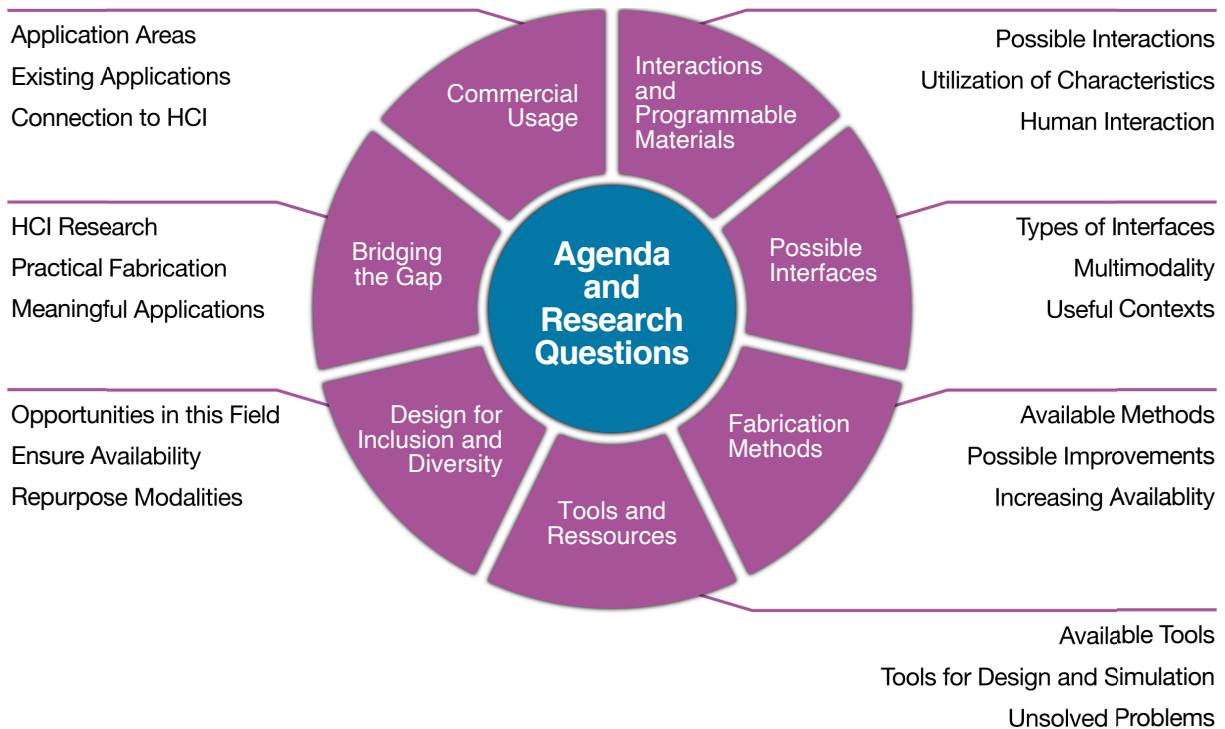 Agenda
and
Research
Questions
Interactions
and
Programmable
Materials
Possible Interactions
Utilization of Characteristics
Human Interaction
Possible
Interfaces
Types of Interfaces
Multimodality
Useful Contexts
Fabrication
Methods
Available Methods
Possible Improvements
Increasing Availablity
Tools and
Ressources
Available Tools
Tools for Design and Simulation
Unsolved Problems
Design for
Inclusion and
Diversity
Opportunities in this Field
Ensure Availability
Repurpose Modalities
Bridging
the Gap
HCI Research
Practical Fabrication
Meaningful Applications
Commercial
Usage
Application Areas
Existing Applications
Connection to HCI